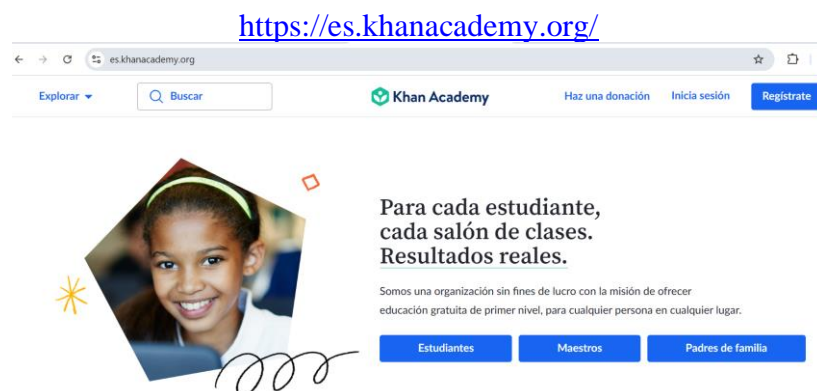 https://es.khanacademy.org/
es.khanacademy.org
Explorar Buscar Khan Academy Haz una donación Inicia sesión Regístrate
Para cada estudiante,
cada salón de clases.
Resultados reales.
Somos una organización sin fines de lucro con la misión de ofrecer
educación gratuita de primer nivel, para cualquier persona en cualquier lugar.
Estudiantes Maestros Padres de familia